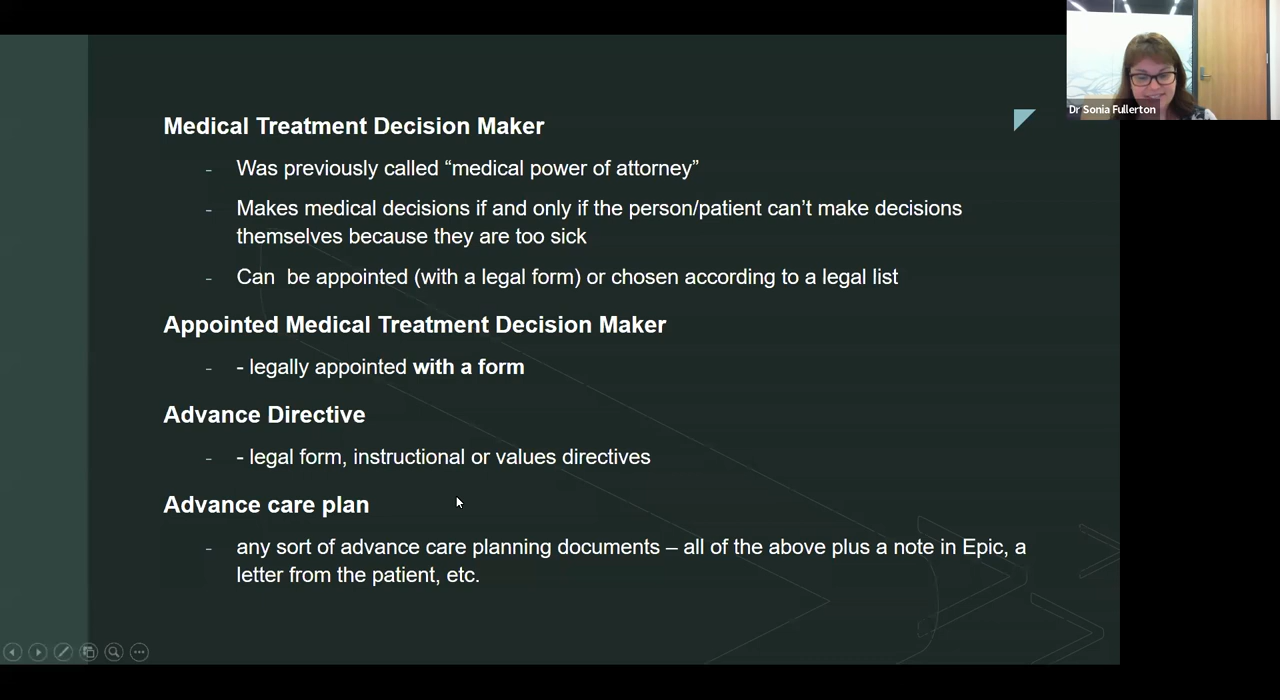 Dr Sonia Fullerton
Medical Treatment Decision Maker
- Was previously called “medical power of attorney”
- Makes medical decisions if and only if the person/patient can’t make decisions
themselves because they are too sick
- Can  be appointed (with a legal form) or chosen according to a legal list
Appointed Medical Treatment Decision Maker
- - legally appointed with a form
Advance Directive
- - legal form, instructional or values directives
Advance care plan
- any sort of advance care planning documents – all of the above plus a note in Epic, a
letter from the patient, etc.